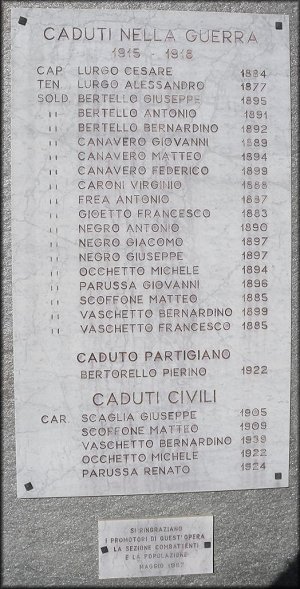 CADUTI NELLA GUERRA
1915 - 1918
CAP. LURGO CESARE 1884
TEN. LURGO ALESSANDRO 1877
SOLD. BERTELLO GIUSEPPE 1895
" BERTELLO ANTONIO 1891
" BERTELLO BERNARDINO 1892
" CANAVERO GIOVANNI 1889
" CANAVERO MATTEO 1894
" CANAVERO FEDERICO 1899
" CARONI VIRGINIO 1888
" FREA ANTONIO 1887
" GIOETTO FRANCESCO 1883
" NEGRO ANTONIO 1890
" NEGRO GIACOMO 1897
" NEGRO GIUSEPPE 1897
" OCCHETTO MICHELE 1894
" PARUSSA GIOVANNI 1896
" SCOFFONE MATTEO 1885
" VASCHETTO BERNARDINO 1899
" VASCHETTO FRANCESCO 1885
CADUTO PARTIGIANO
BERTORELLO PIERINO 1922
CADUTI CIVILI
CAR. SCAGLIA GIUSEPPE 1905
SCOFFONE MATTEO 1909
VASCHETTO BERNARDINO 1939
OCCHETTO MICHELE 1922
PARUSSA RENATO 1924
SI RINGRAZIANO
I PROMOTORI DI QUEST'OPERA
LA SEZIONE COMBATTENTI
E LA POPOLAZIONE
MAGGIO 1987